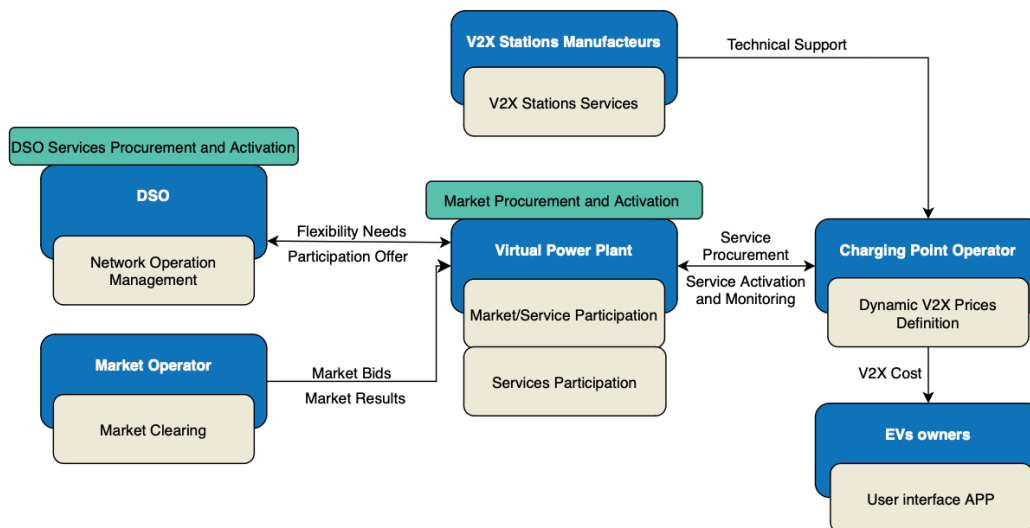 V2X Stations Manufacteurs
Technical Support
V2X Stations Services
DSO Services Procurement and Activation
DSO
Market Procurement and Activation
Flexibility Needs
Participation Offer
Network Operation
Management
Virtual Power Plant
Service
Procurement
Service Activation
and Monitoring
Charging Point Operator
Market/Service Participation
Dynamic V2X Prices
Definition
Market Operator
Market Bids
Market Results
Services Participation
V2X Cost
Market Clearing
EVs owners
User interface APP